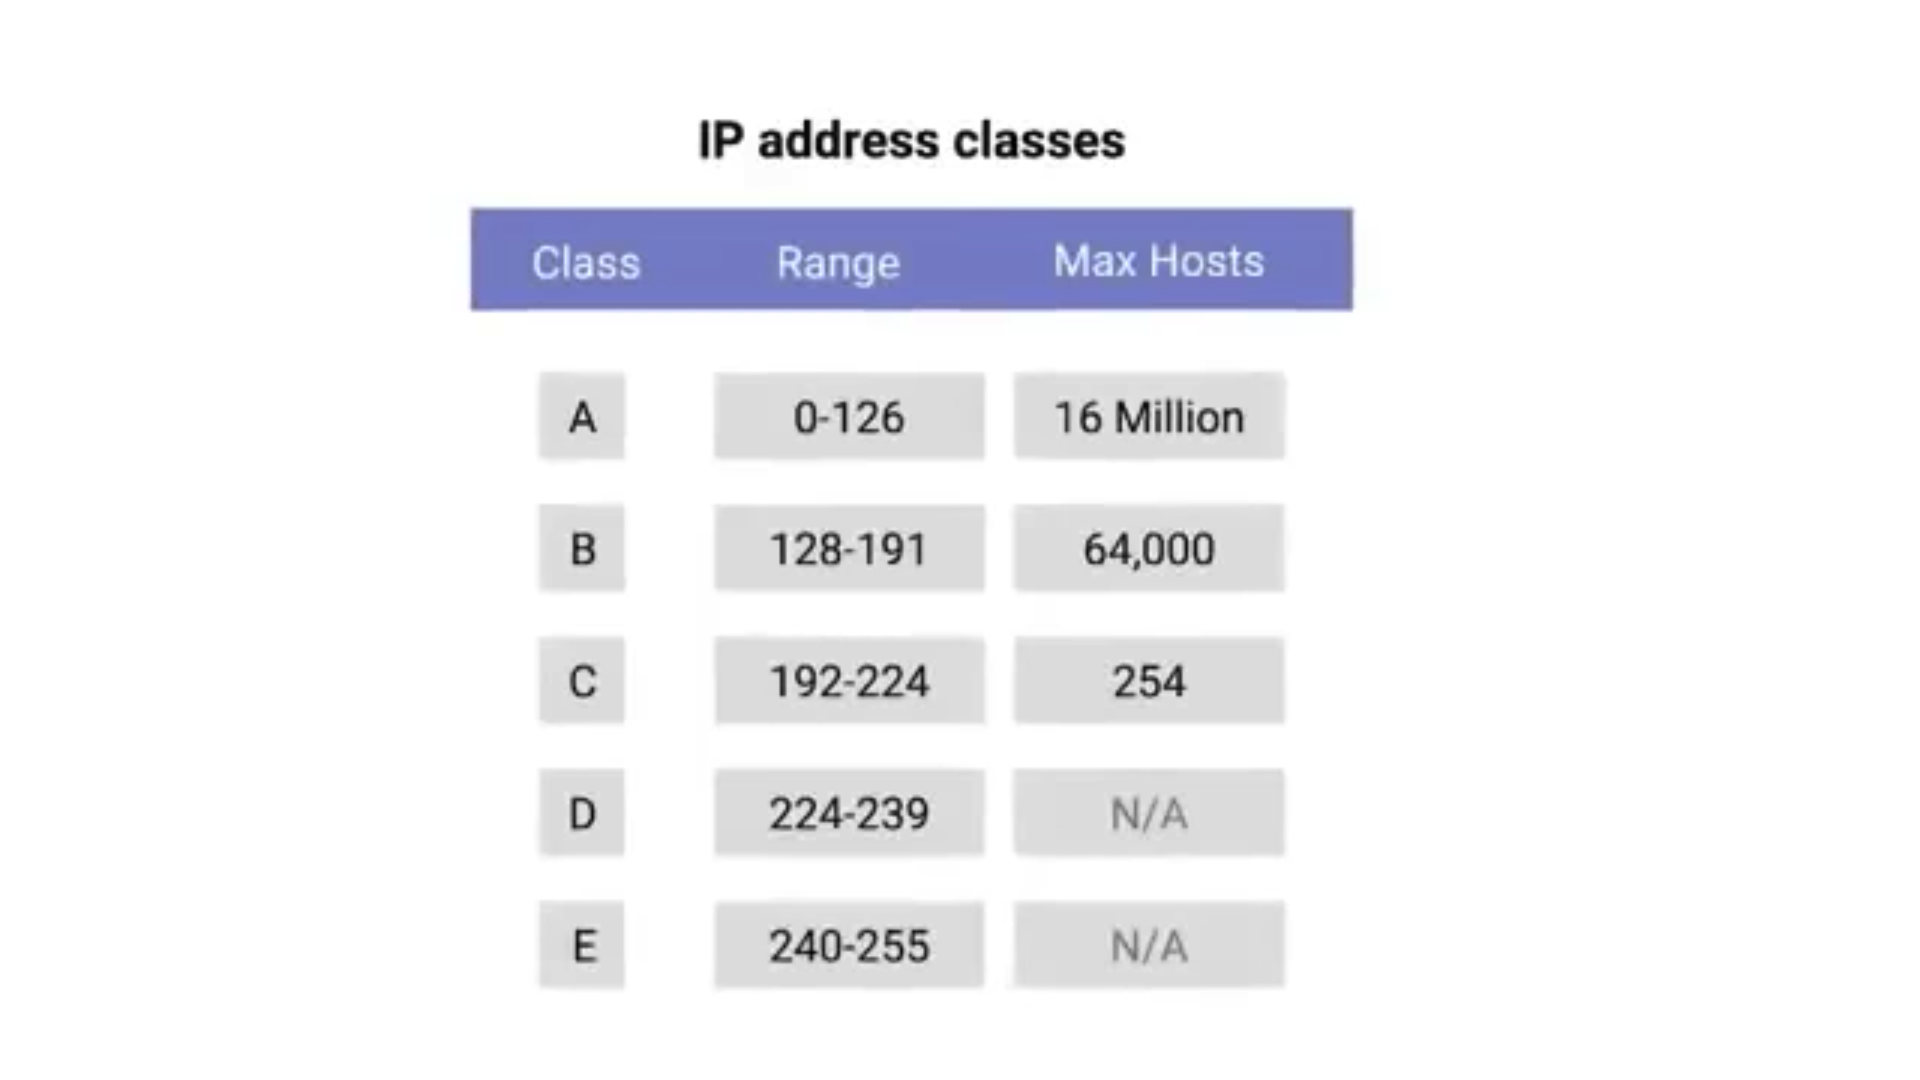 IP address classes
Class Range Max Hosts
A 0-126 16 Million
B 128-191 64,000
C 192-224 254
D 224-239 N/A
E 240-255 N/A